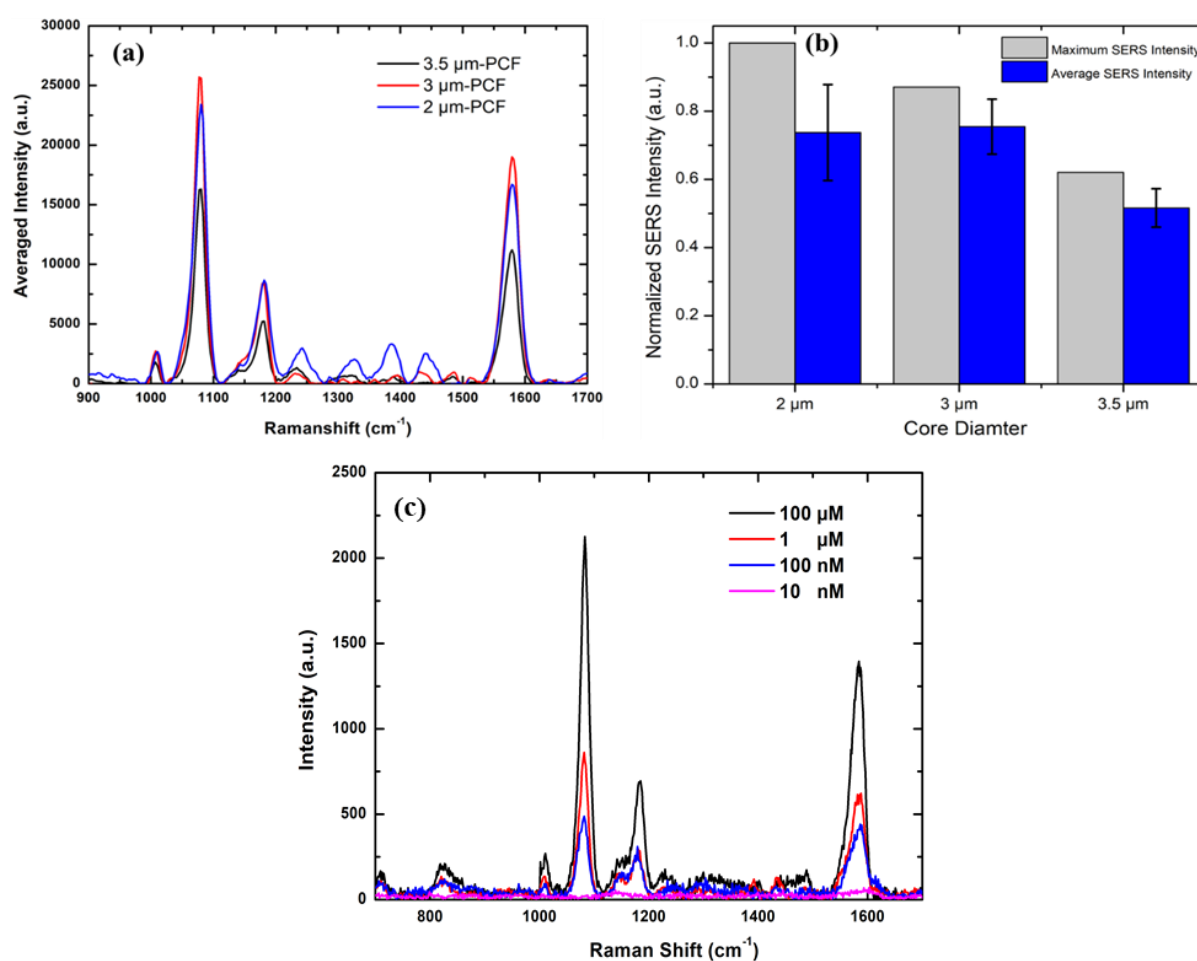 (a)
3.5 µm-PCF
3 µm-PCF
2 µm-PCF
Averaged Intensity (a.u.)
30000
25000
20000
15000
10000
5000
0
900 1000 1100 1200 1300 1400 1500 1600 1700
Ramanshift (cm⁻¹)
(b)
Maximum SERS Intensity
Average SERS Intensity
Normalized SERS Intensity (a.u.)
1.0
0.8
0.6
0.4
0.2
0.0
2 µm 3 µm 3.5 µm
Core Diamter
(c)
100 µM
1 µM
100 nM
10 nM
Intensity (a.u.)
2500
2000
1500
1000
500
0
800 1000 1200 1400 1600
Raman Shift (cm⁻¹)